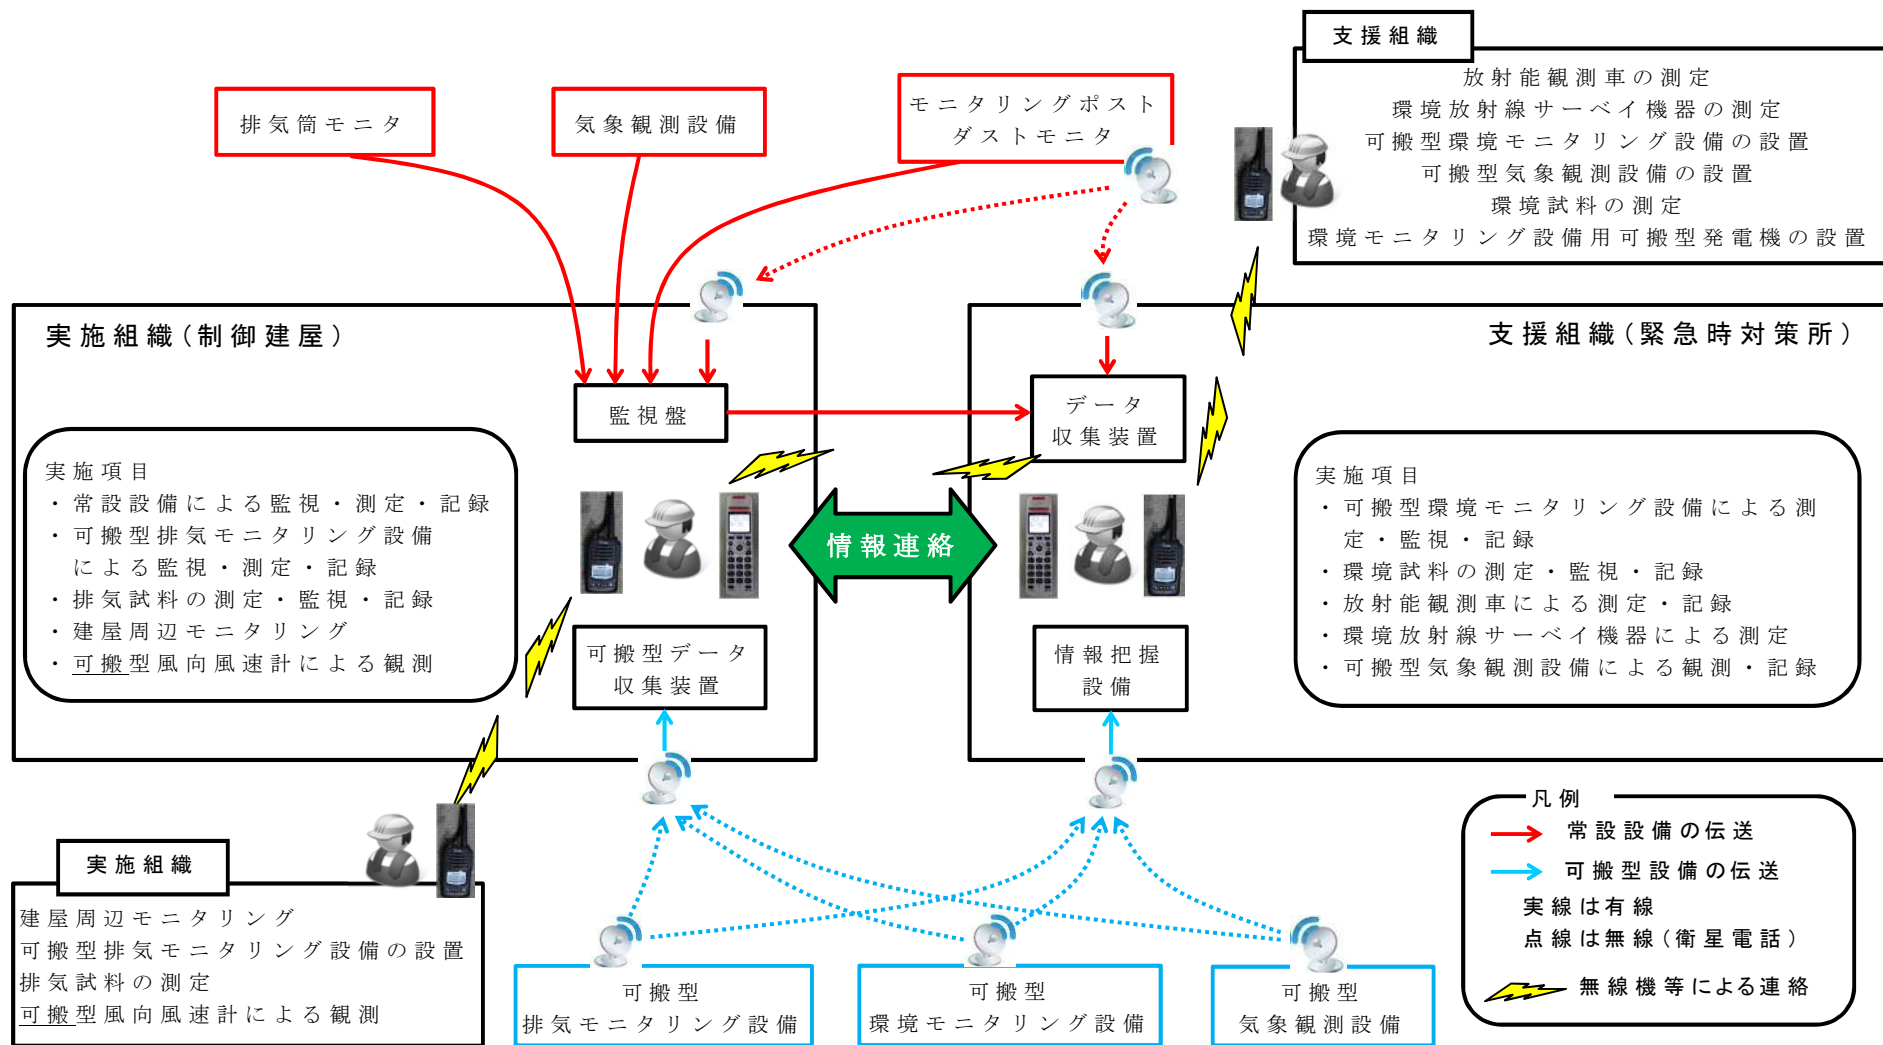 支援組織
放射能観測車の測定
環境放射線サーベイ機器の測定
可搬型環境モニタリング設備の設置
可搬型気象観測設備の設置
環境試料の測定
環境モニタリング設備用可搬型発電機の設置
排気筒モニタ
気象観測設備
モニタリングポスト
ダストモニタ
実施組織(制御建屋)
監視盤
実施項目
・常設設備による監視・測定・記録
・可搬型排気モニタリング設備
による監視・測定・記録
・排気試料の測定・監視・記録
・建屋周辺モニタリング
・可搬型風向風速計による観測
可搬型データ
収集装置
情報連絡
支援組織(緊急時対策所)
データ
収集装置
実施項目
・可搬型環境モニタリング設備による測
定・監視・記録
・環境試料の測定・監視・記録
・放射能観測車による測定・記録
・環境放射線サーベイ機器による測定
・可搬型気象観測設備による観測・記録
情報把握
設備
実施組織
建屋周辺モニタリング
可搬型排気モニタリング設備の設置
排気試料の測定
可搬型風向風速計による観測
可搬型
排気モニタリング設備
可搬型
環境モニタリング設備
可搬型
気象観測設備
凡例
常設設備の伝送
可搬型設備の伝送
実線は有線
点線は無線(衛星電話)
無線機等による連絡